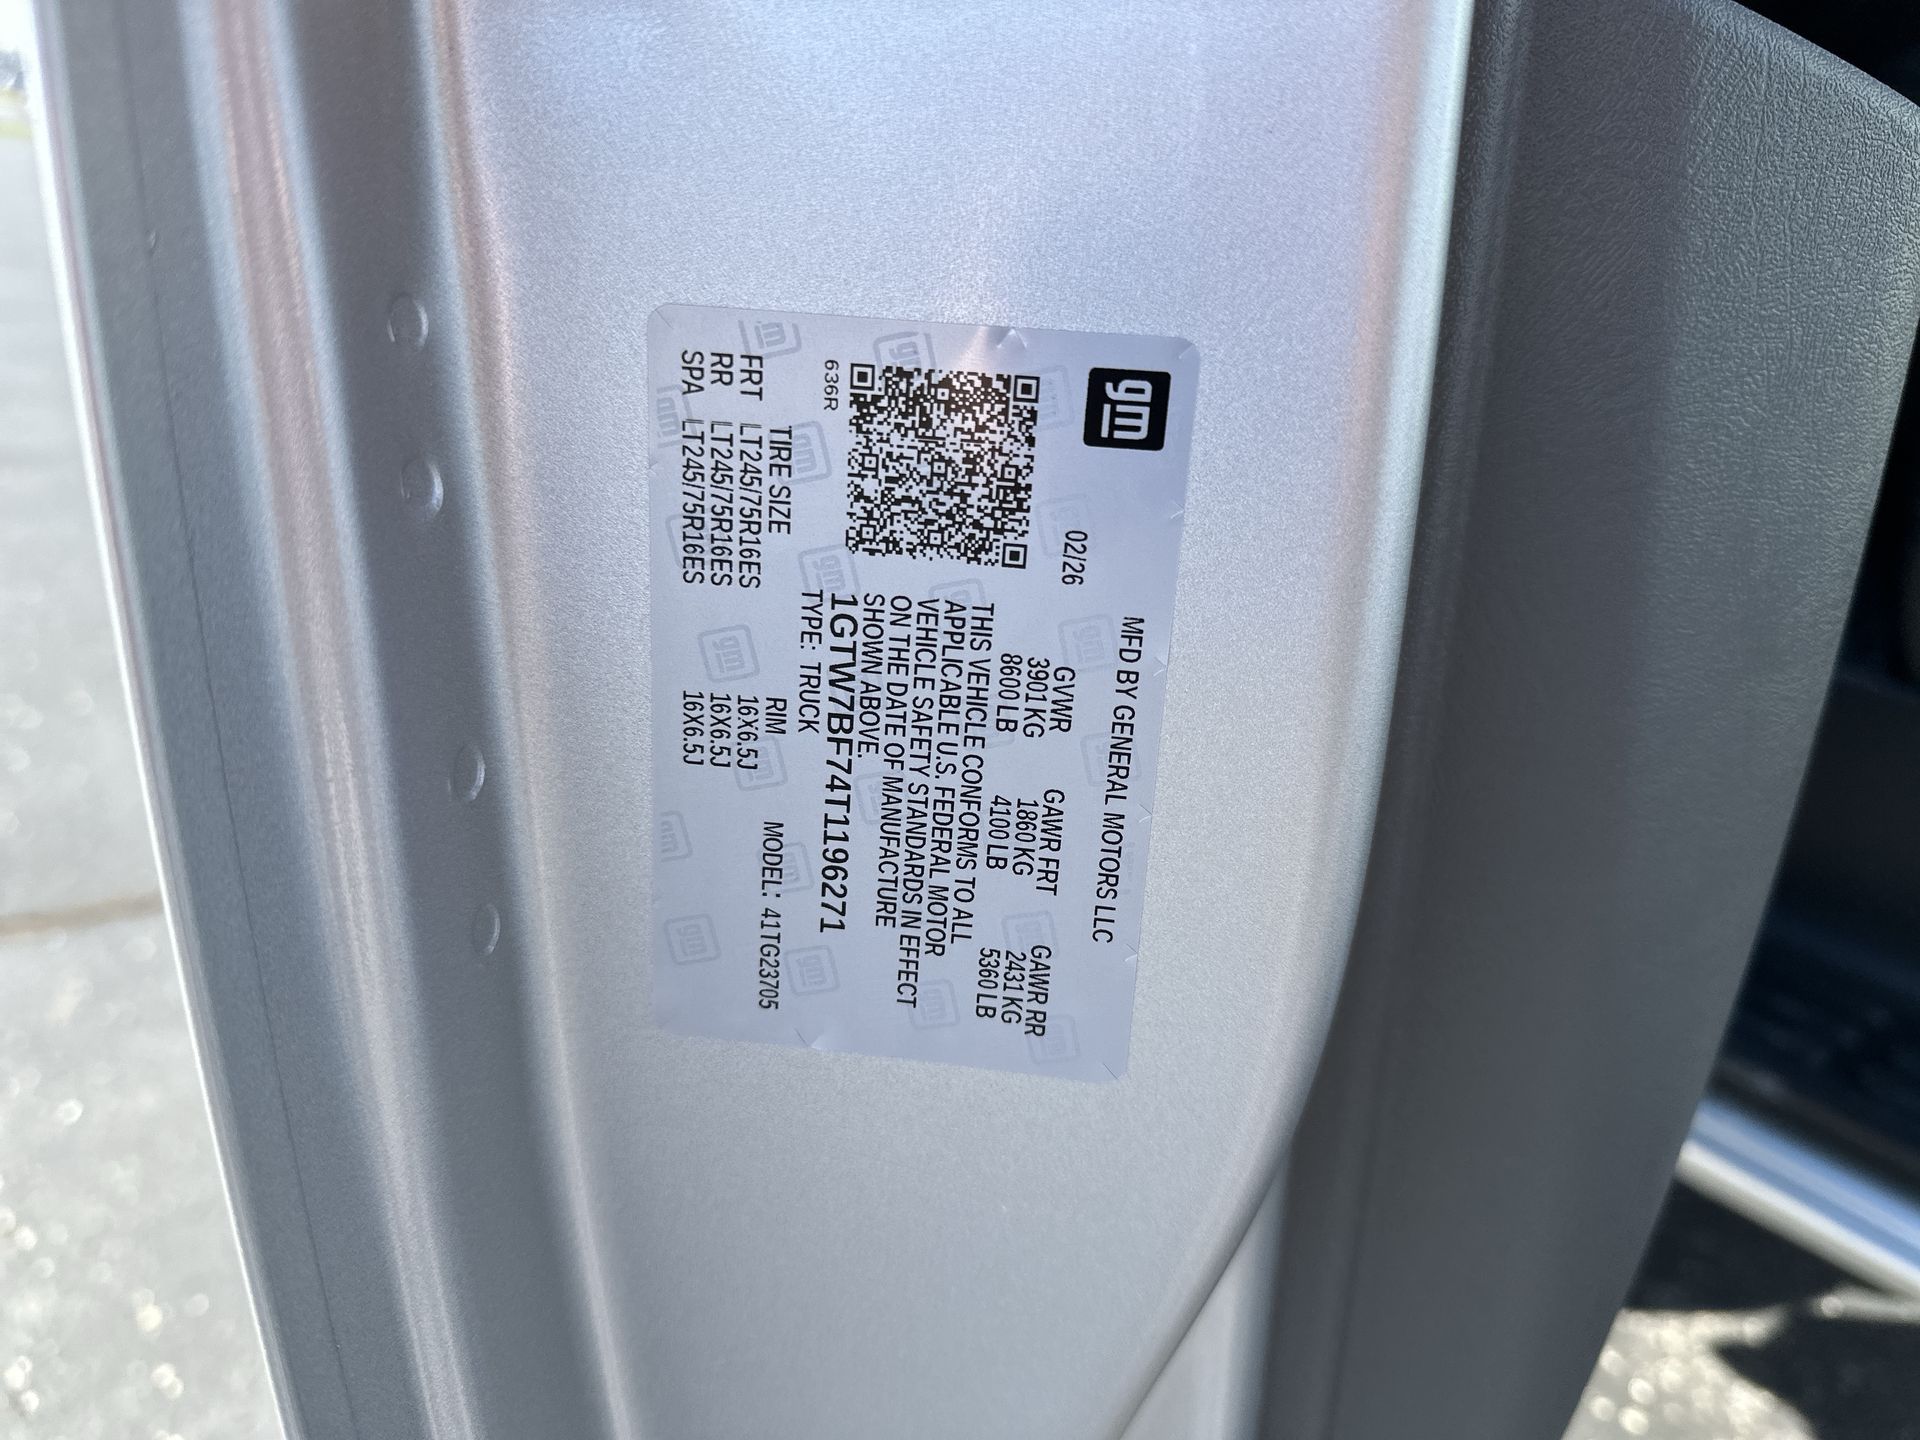 gm
MFD BY GENERAL MOTORS LLC
02/26
GVWR GAWR FRT GAWR RR
3901 KG 1860 KG 2431 KG
8600 LB 4100 LB 5360 LB
THIS VEHICLE CONFORMS TO ALL
APPLICABLE U.S. FEDERAL MOTOR
VEHICLE SAFETY STANDARDS IN EFFECT
ON THE DATE OF MANUFACTURE
SHOWN ABOVE.
1GTW7BF74T1196271
TYPE: TRUCK
636R
TIRE SIZE RIM MODEL: 41TG23705
FRT LT245/75R16ES 16X6.5J
RR LT245/75R16ES 16X6.5J
SPA LT245/75R16ES 16X6.5J